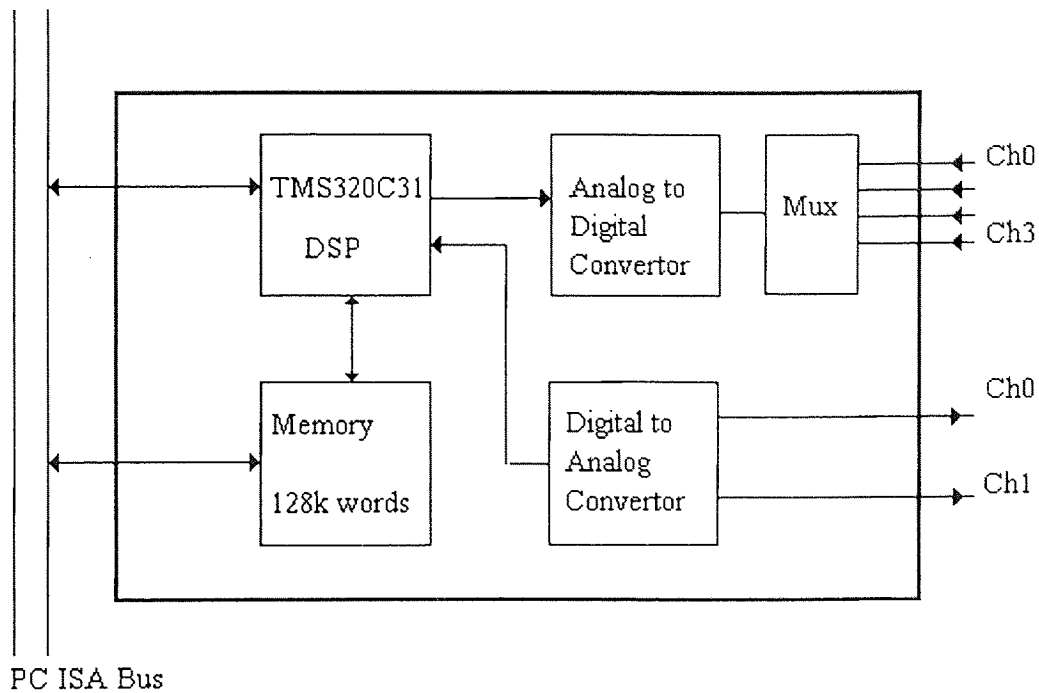 TMS320C31
DSP
Analog to
Digital
Convertor
Mux
Ch0
Ch3
Memory
128k words
Digital to
Analog
Convertor
Ch0
Ch1
PC ISA Bus